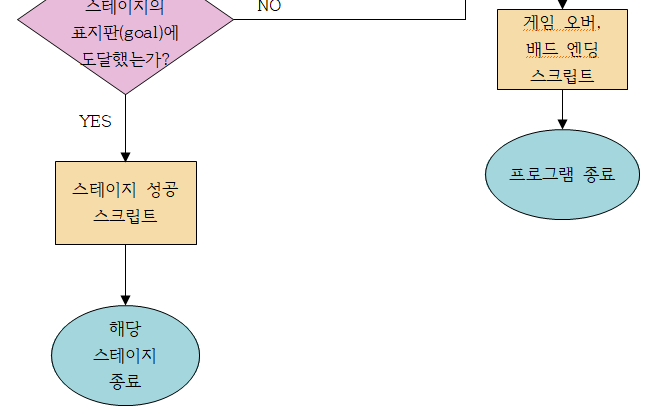 스테이지의
표지판(goal)에
도달했는가?
NO
YES
스테이지 성공
스크립트
해당
스테이지
종료
게임 오버,
배드 엔딩
스크립트
프로그램 종료